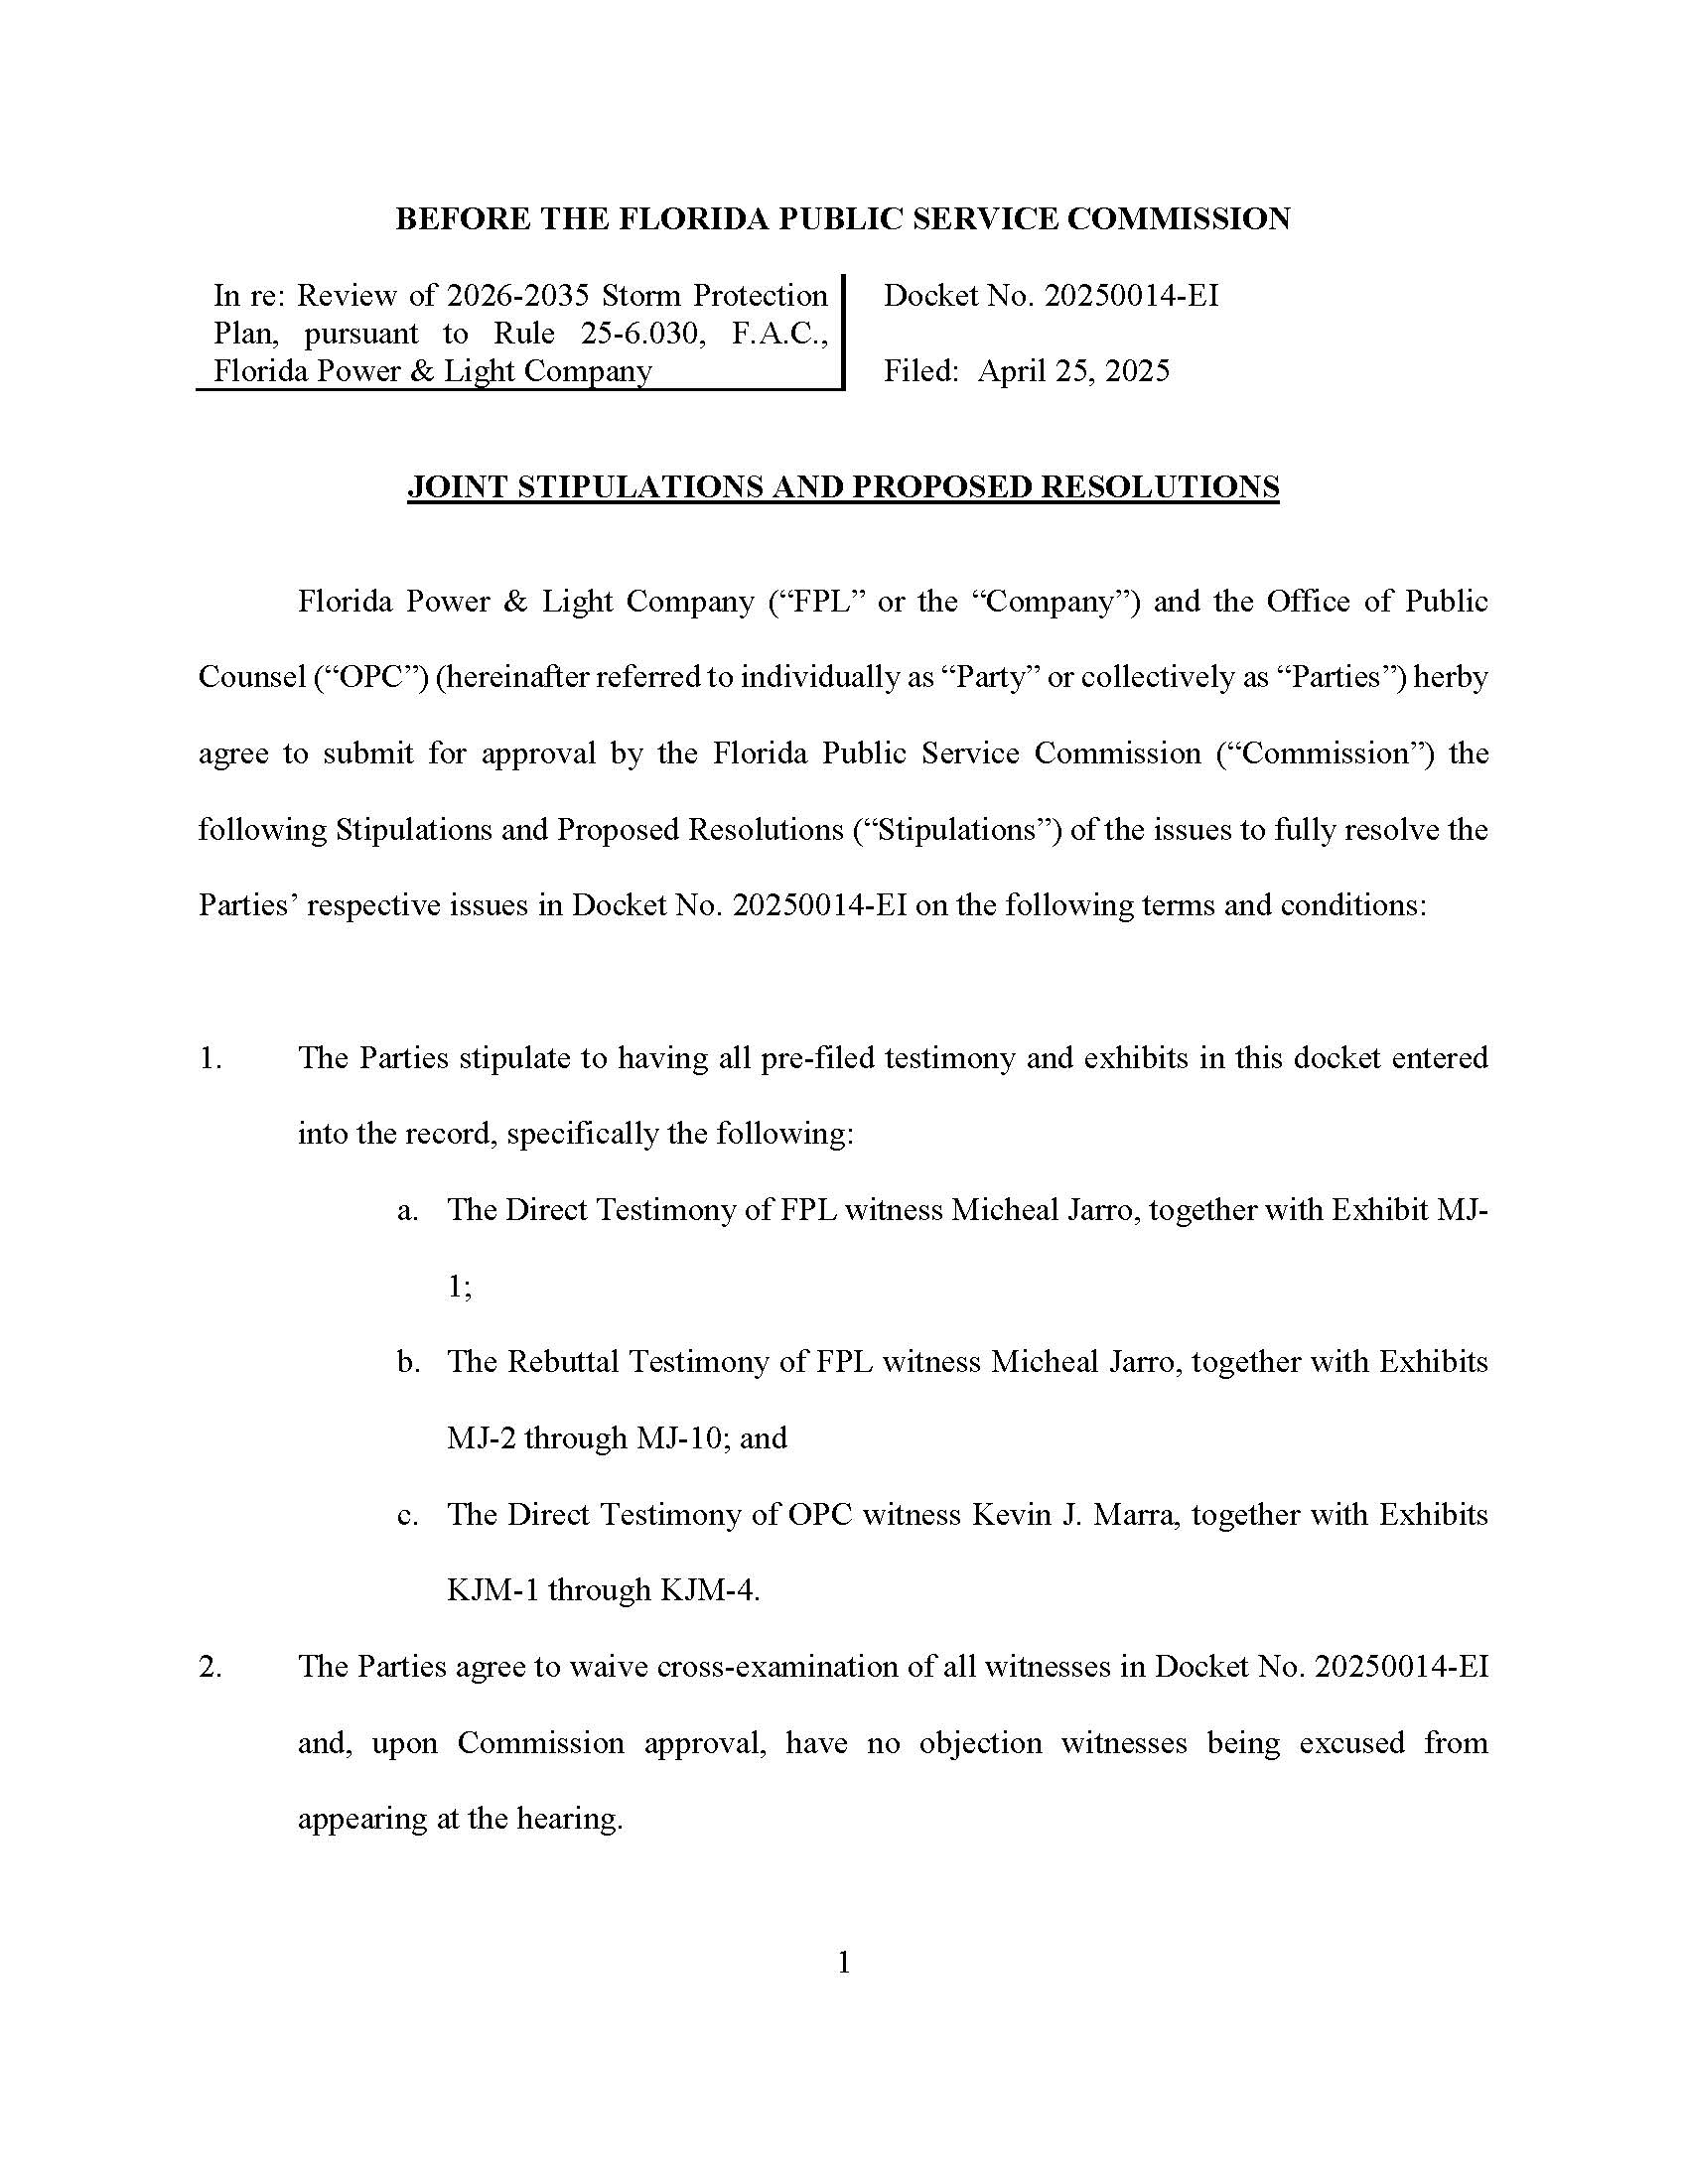 BEFORE THE FLORIDA PUBLIC SERVICE COMMISSION
In re: Review of 2026-2035 Storm Protection
Plan, pursuant to Rule 25-6.030, F.A.C.,
Florida Power & Light Company
Docket No. 20250014-EI
Filed: April 25, 2025
JOINT STIPULATIONS AND PROPOSED RESOLUTIONS
Florida Power & Light Company (“FPL” or the “Company”) and the Office of Public
Counsel (“OPC”) (hereinafter referred to individually as “Party” or collectively as “Parties”) herby
agree to submit for approval by the Florida Public Service Commission (“Commission”) the
following Stipulations and Proposed Resolutions (“Stipulations”) of the issues to fully resolve the
Parties’ respective issues in Docket No. 20250014-EI on the following terms and conditions:
1. The Parties stipulate to having all pre-filed testimony and exhibits in this docket entered
into the record, specifically the following:
a. The Direct Testimony of FPL witness Micheal Jarro, together with Exhibit MJ-
1;
b. The Rebuttal Testimony of FPL witness Micheal Jarro, together with Exhibits
MJ-2 through MJ-10; and
c. The Direct Testimony of OPC witness Kevin J. Marra, together with Exhibits
KJM-1 through KJM-4.
2. The Parties agree to waive cross-examination of all witnesses in Docket No. 20250014-EI
and, upon Commission approval, have no objection witnesses being excused from
appearing at the hearing.
1